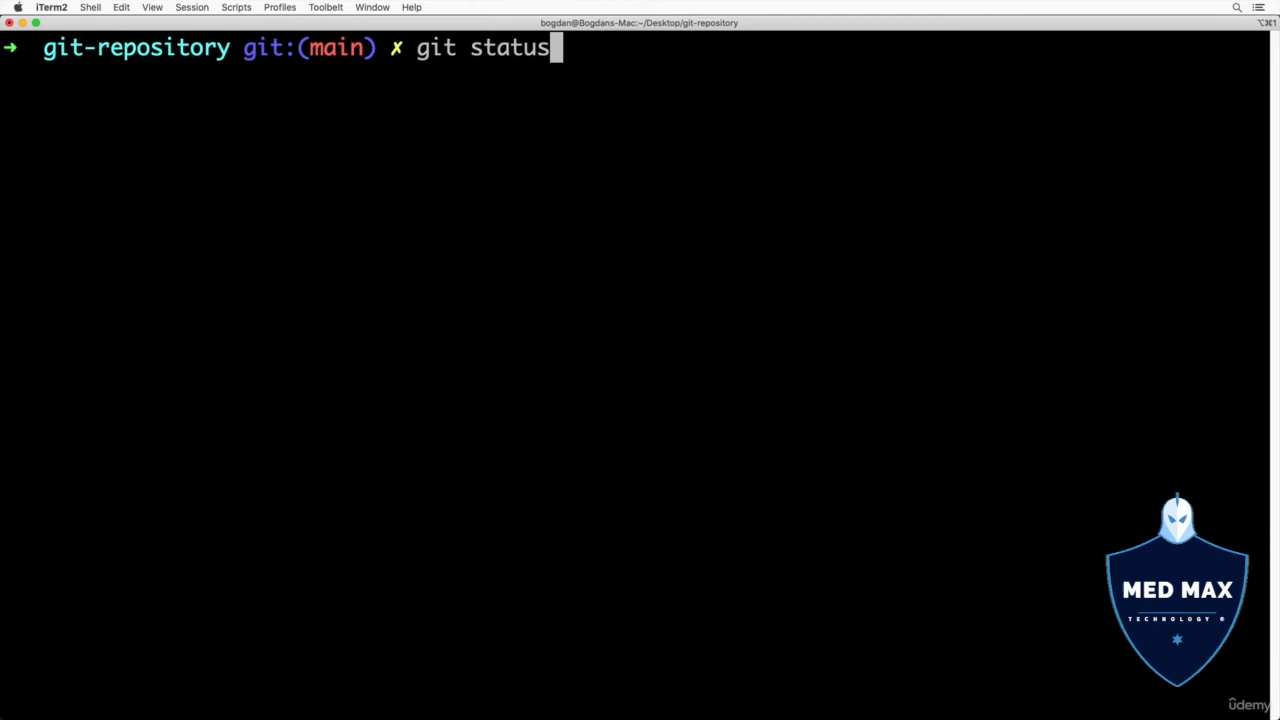 iTerm2 Shell Edit View Session Scripts Profiles Toolbelt Window Help
bogdan@Bogdans-Mac:~/Desktop/git-repository
⌥⌘1
➜ git-repository git:(main) ✗ git status
MED MAX
TECHNOLOGY ©
ûdemy